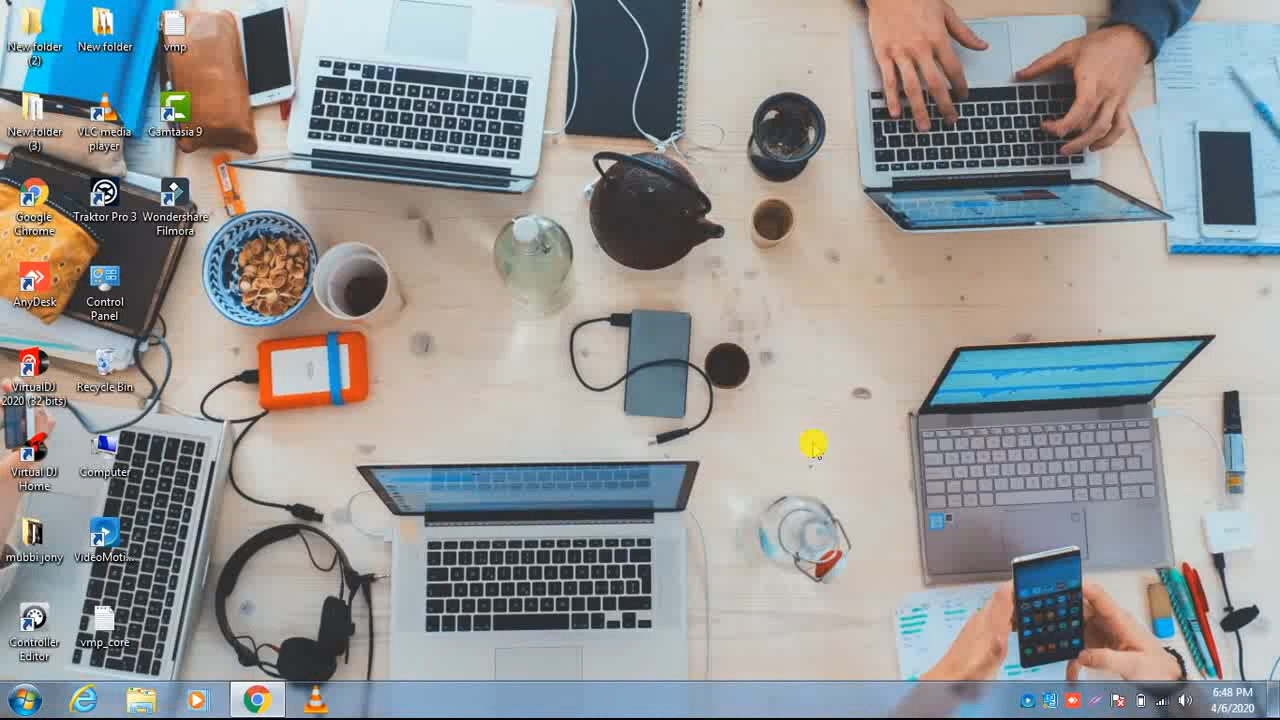 New folder (2)
New folder
vmp
New folder (3)
VLC media player
Camtasia 9
Google Chrome
Traktor Pro 3
Wondershare Filmora
AnyDesk
Control Panel
VirtualDJ 2020 (32 bits)
Recycle Bin
Virtual DJ Home
Computer
mubbi jony
VideoMoti...
Controller Editor
vmp_core
6:48 PM
4/6/2020